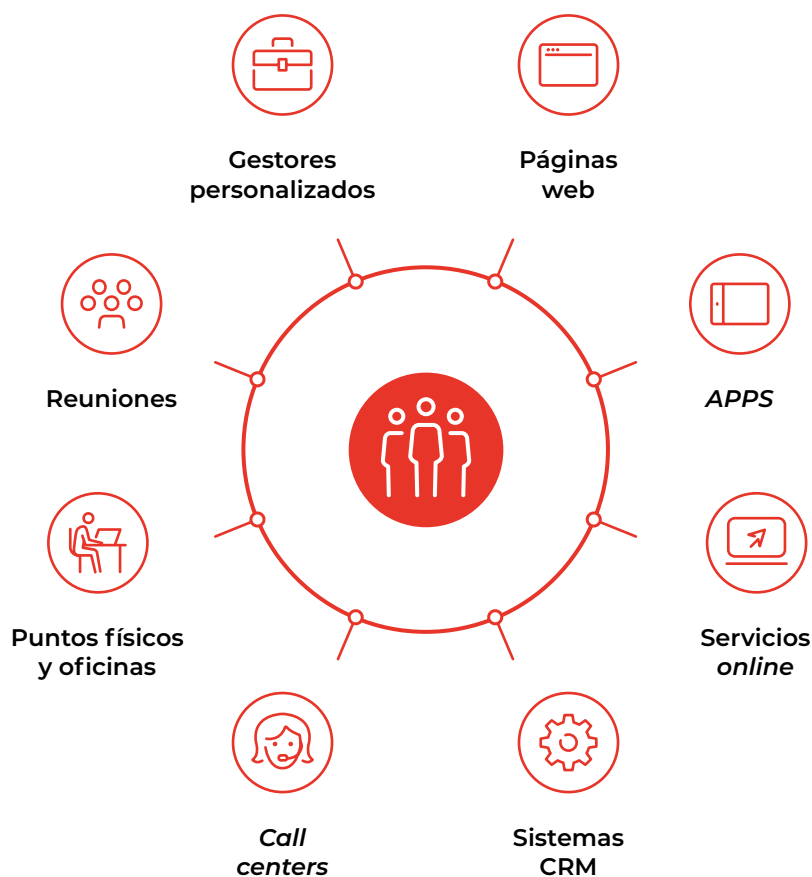 Gestores
personalizados
Páginas
web
Reuniones
APPS
Puntos físicos
y oficinas
Servicios
online
Call
centers
Sistemas
CRM